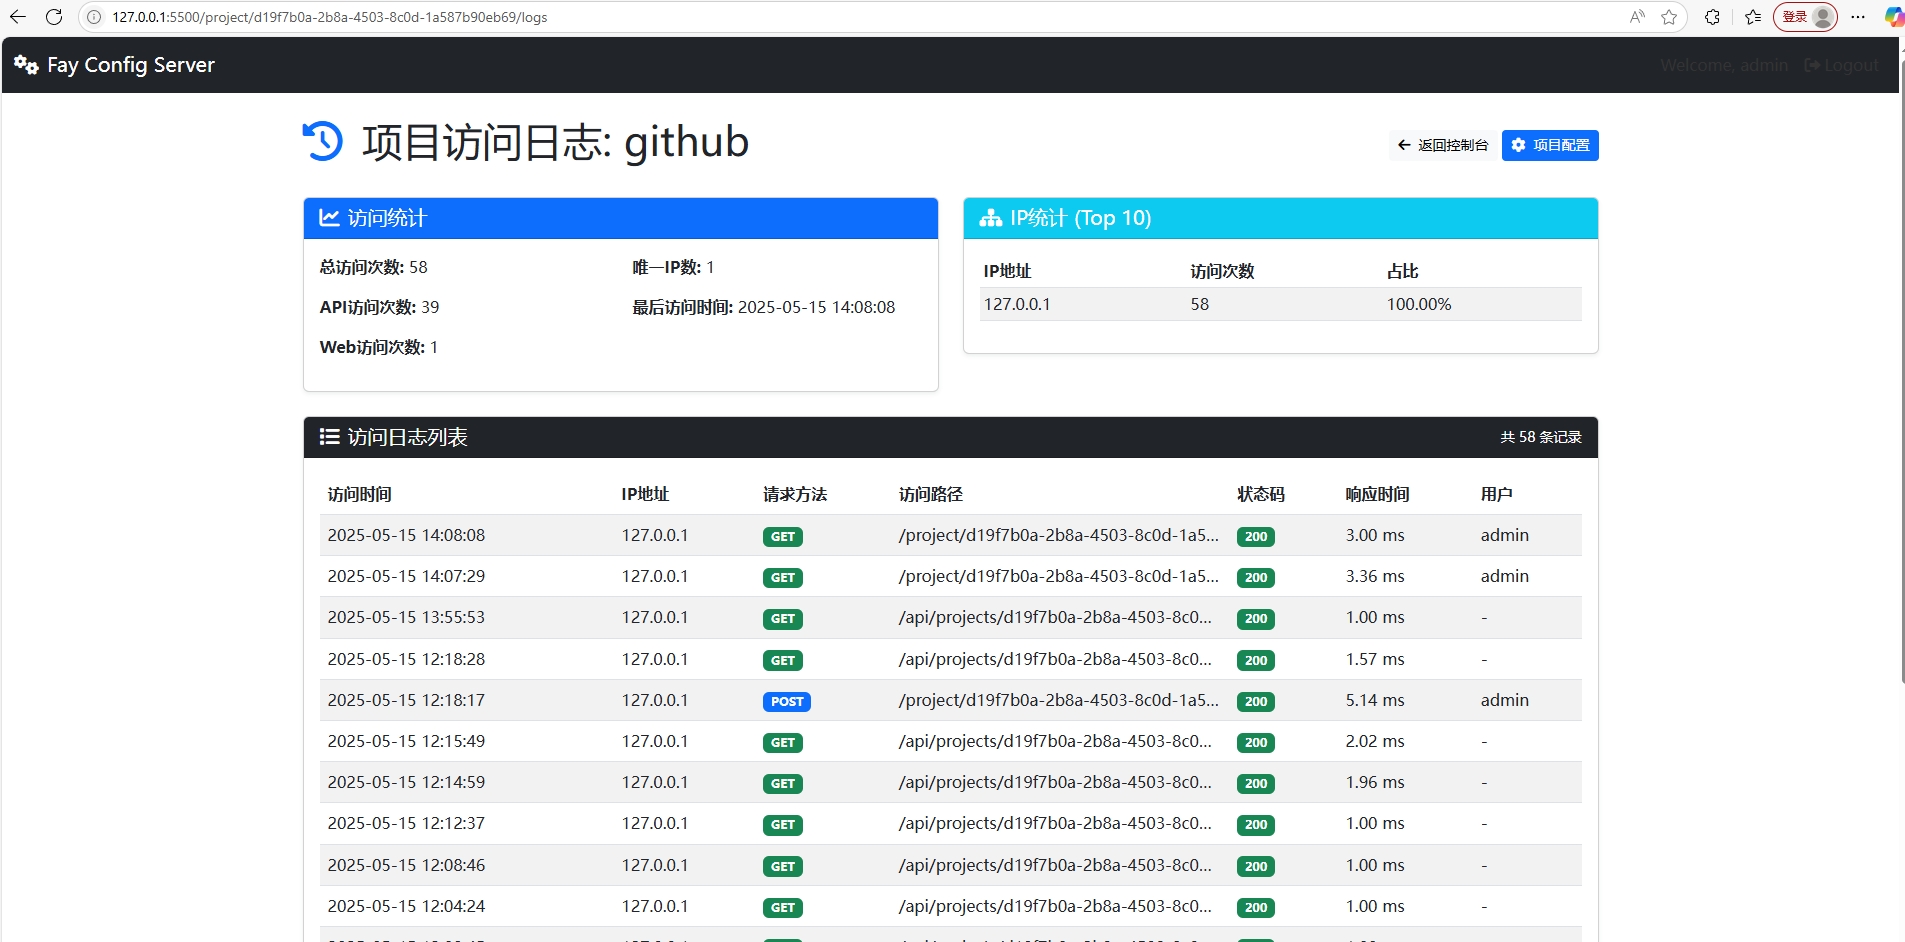 127.0.0.1:5500/project/d19f7b0a-2b8a-4503-8c0d-1a587b90eb69/logs
登录
Fay Config Server
Welcome, admin Logout
项目访问日志: github
返回控制台 项目配置
访问统计
总访问次数: 58 唯一IP数: 1
API访问次数: 39 最后访问时间: 2025-05-15 14:08:08
Web访问次数: 1
IP统计 (Top 10)
IP地址 访问次数 占比
127.0.0.1 58 100.00%
访问日志列表 共 58 条记录
访问时间 IP地址 请求方法 访问路径 状态码 响应时间 用户
2025-05-15 14:08:08 127.0.0.1 GET /project/d19f7b0a-2b8a-4503-8c0d-1a5... 200 3.00 ms admin
2025-05-15 14:07:29 127.0.0.1 GET /project/d19f7b0a-2b8a-4503-8c0d-1a5... 200 3.36 ms admin
2025-05-15 13:55:53 127.0.0.1 GET /api/projects/d19f7b0a-2b8a-4503-8c0... 200 1.00 ms -
2025-05-15 12:18:28 127.0.0.1 GET /api/projects/d19f7b0a-2b8a-4503-8c0... 200 1.57 ms -
2025-05-15 12:18:17 127.0.0.1 POST /project/d19f7b0a-2b8a-4503-8c0d-1a5... 200 5.14 ms admin
2025-05-15 12:15:49 127.0.0.1 GET /api/projects/d19f7b0a-2b8a-4503-8c0... 200 2.02 ms -
2025-05-15 12:14:59 127.0.0.1 GET /api/projects/d19f7b0a-2b8a-4503-8c0... 200 1.96 ms -
2025-05-15 12:12:37 127.0.0.1 GET /api/projects/d19f7b0a-2b8a-4503-8c0... 200 1.00 ms -
2025-05-15 12:08:46 127.0.0.1 GET /api/projects/d19f7b0a-2b8a-4503-8c0... 200 1.00 ms -
2025-05-15 12:04:24 127.0.0.1 GET /api/projects/d19f7b0a-2b8a-4503-8c0... 200 1.00 ms -